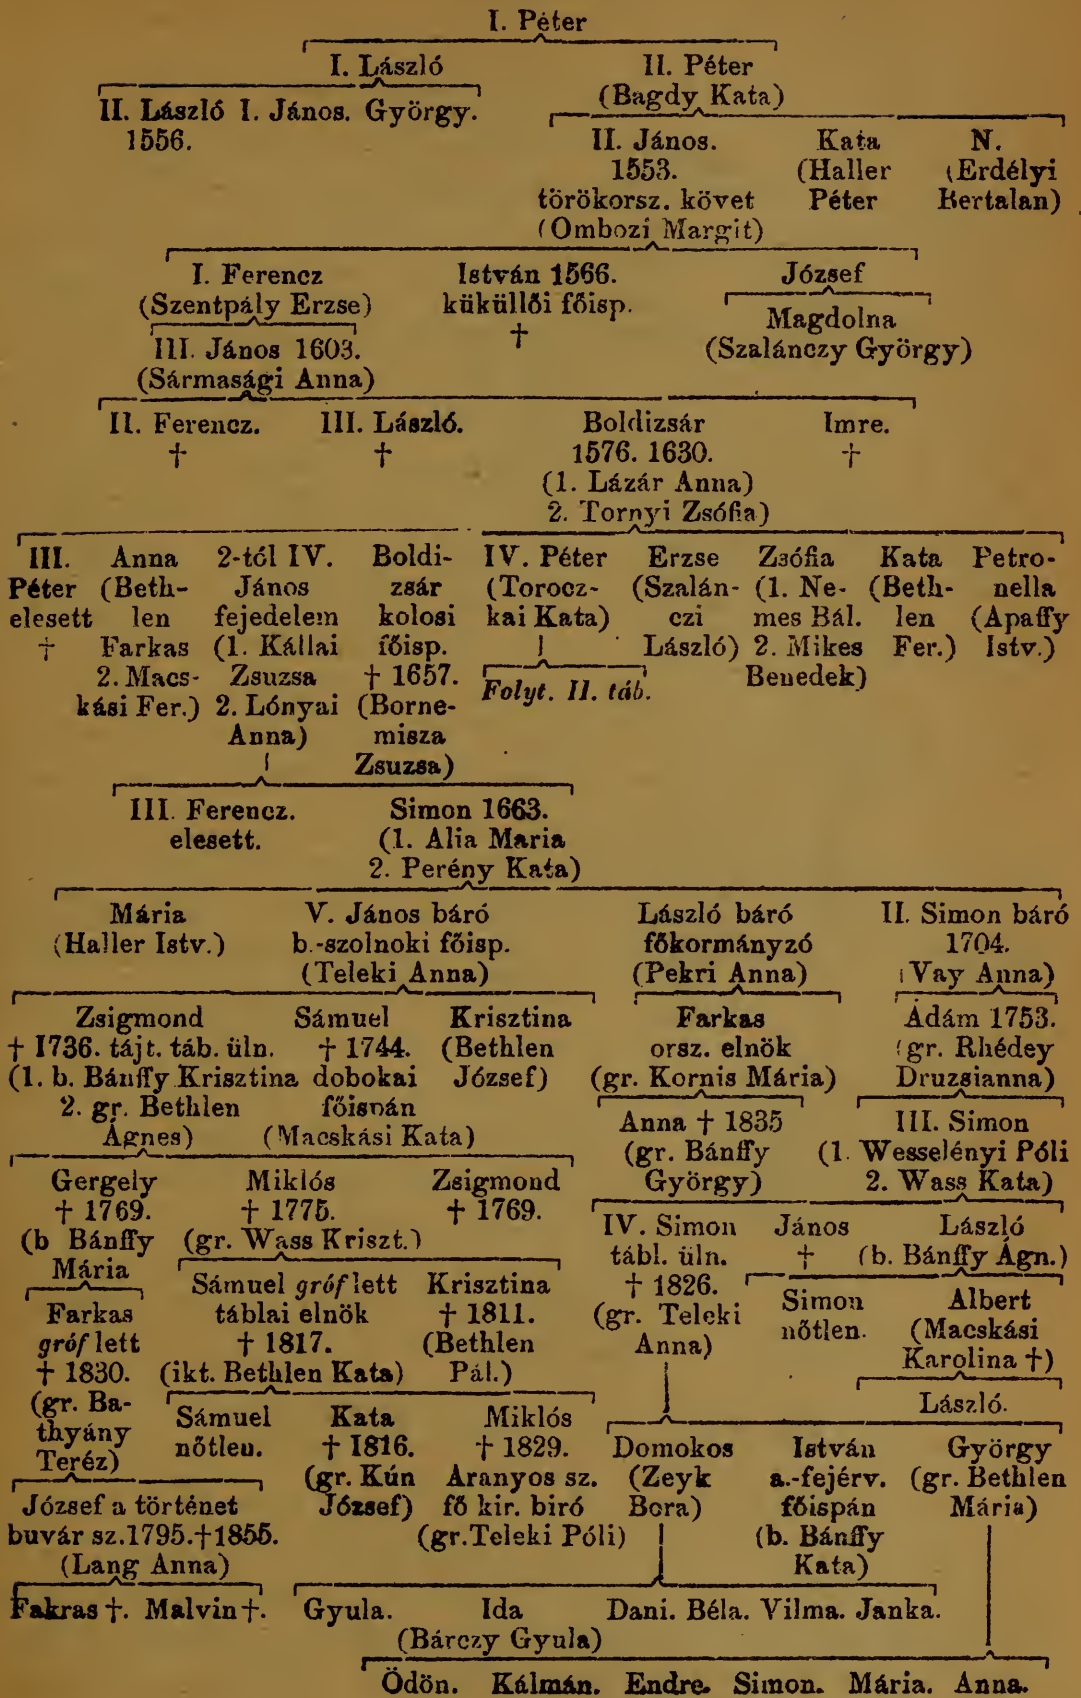 I. Péter
I. László II. Péter
(Bagdy Kata)
II. László I. János. György.
1556.
II. János. Kata N.
1553. (Haller (Erdélyi
törökorsz. követ Péter Bertalan)
(Ombozi Margit)
I. Ferencz István 1566. József
(Szentpály Erzse) küküllői főisp.
† Magdolna
III. János 1603. (Szalánczy György)
(Sármasági Anna)
II. Ferencz. III. László. Boldizsár Imre.
† † 1576. 1630. †
(1. Lázár Anna)
2. Tornyi Zsófia)
III. Anna 2-tól IV. Boldi- IV. Péter Erzse Zsófia Kata Petro-
Péter (Beth- János zsár (Torocz- (Szalán- (1. Ne- (Beth- nella
elesett len fejedelem kolosi kai Kata) czi mes Bál. len (Apaffy
† Farkas (1. Kállai főisp. László) 2. Mikes Fer.) Istv.)
2. Macs- Zsuzsa † 1657. Folyt. II. táb. Benedek)
kási Fer.) 2. Lónyai (Borne-
Anna) misza
Zsuzsa)
III. Ferencz. Simon 1663.
elesett. (1. Alia Maria
2. Perény Kata)
Mária V. János báró László báró II. Simon báró
(Haller Istv.) b.-szolnoki főisp. főkormányzó 1704.
(Teleki Anna) (Pekri Anna) (Vay Anna)
Zsigmond Sámuel Krisztina Farkas Ádám 1753.
† 1736. tájt. táb. üln. † 1744. (Bethlen orsz. elnök (gr. Rhédey
(1. b. Bánffy Krisztina dobokai József) (gr. Kornis Mária) Druzsianna)
2. gr. Bethlen főispán Anna † 1835 III. Simon
Ágnes) (Macskási Kata) (gr. Bánffy (1. Wesselényi Póli
Gergely Miklós Zsigmond György) 2. Wass Kata)
† 1769. † 1775. † 1769. IV. Simon János László
(b Bánffy (gr. Wass Kriszt.) tábl. üln. † (b. Bánffy Ágn.)
Mária Sámuel gróf lett Krisztina † 1826. Simon Albert
Farkas táblai elnök † 1811. (gr. Teleki nőtlen. (Macskási
gróf lett † 1817. (Bethlen Anna) Karolina †)
† 1830. (ikt. Bethlen Kata) Pál.)
(gr. Ba- Sámuel Kata Miklós László.
thyány nőtleu. † 1816. † 1829. Domokos István György
Teréz) (gr. Kún Aranyos sz. (Zeyk a.-fejérv. (gr. Bethlen
József a történet József) fő kir. biró Bora) főispán Mária)
buvár sz.1795.†1855. (gr.Teleki Póli) (b. Bánffy
(Lang Anna) Kata)
Fakras †. Malvin †. Gyula. Ida Dani. Béla. Vilma. Janka.
(Bárczy Gyula)
Ödön. Kálmán. Endre. Simon. Mária. Anna.